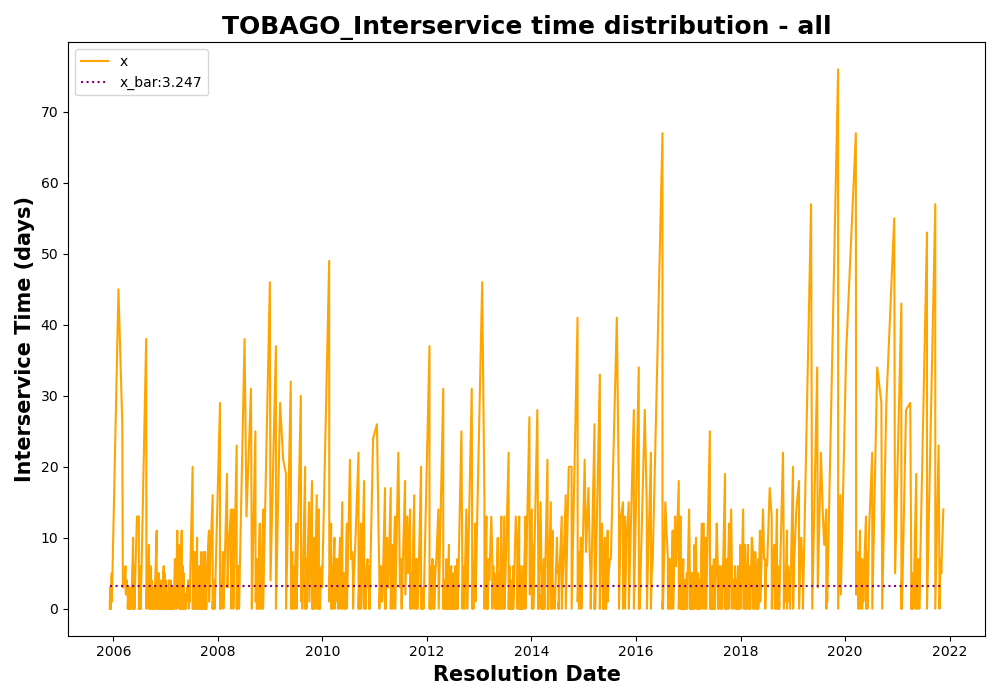 TOBAGO_Interservice time distribution - all
x
x_bar:3.247
Interservice Time (days)
70
60
50
40
30
20
10
0
2006 2008 2010 2012 2014 2016 2018 2020 2022
Resolution Date